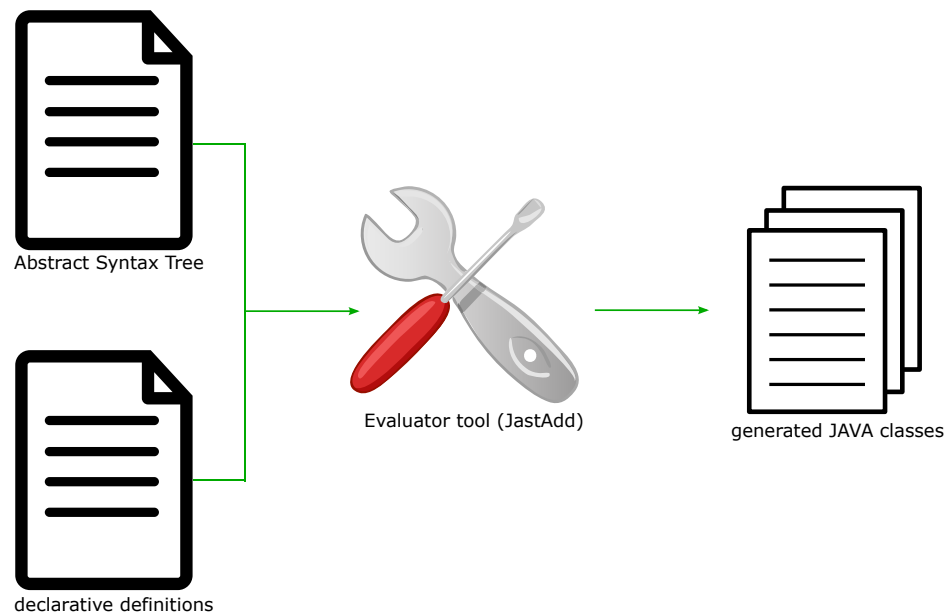 Abstract Syntax Tree
Evaluator tool (JastAdd)
generated JAVA classes
declarative definitions